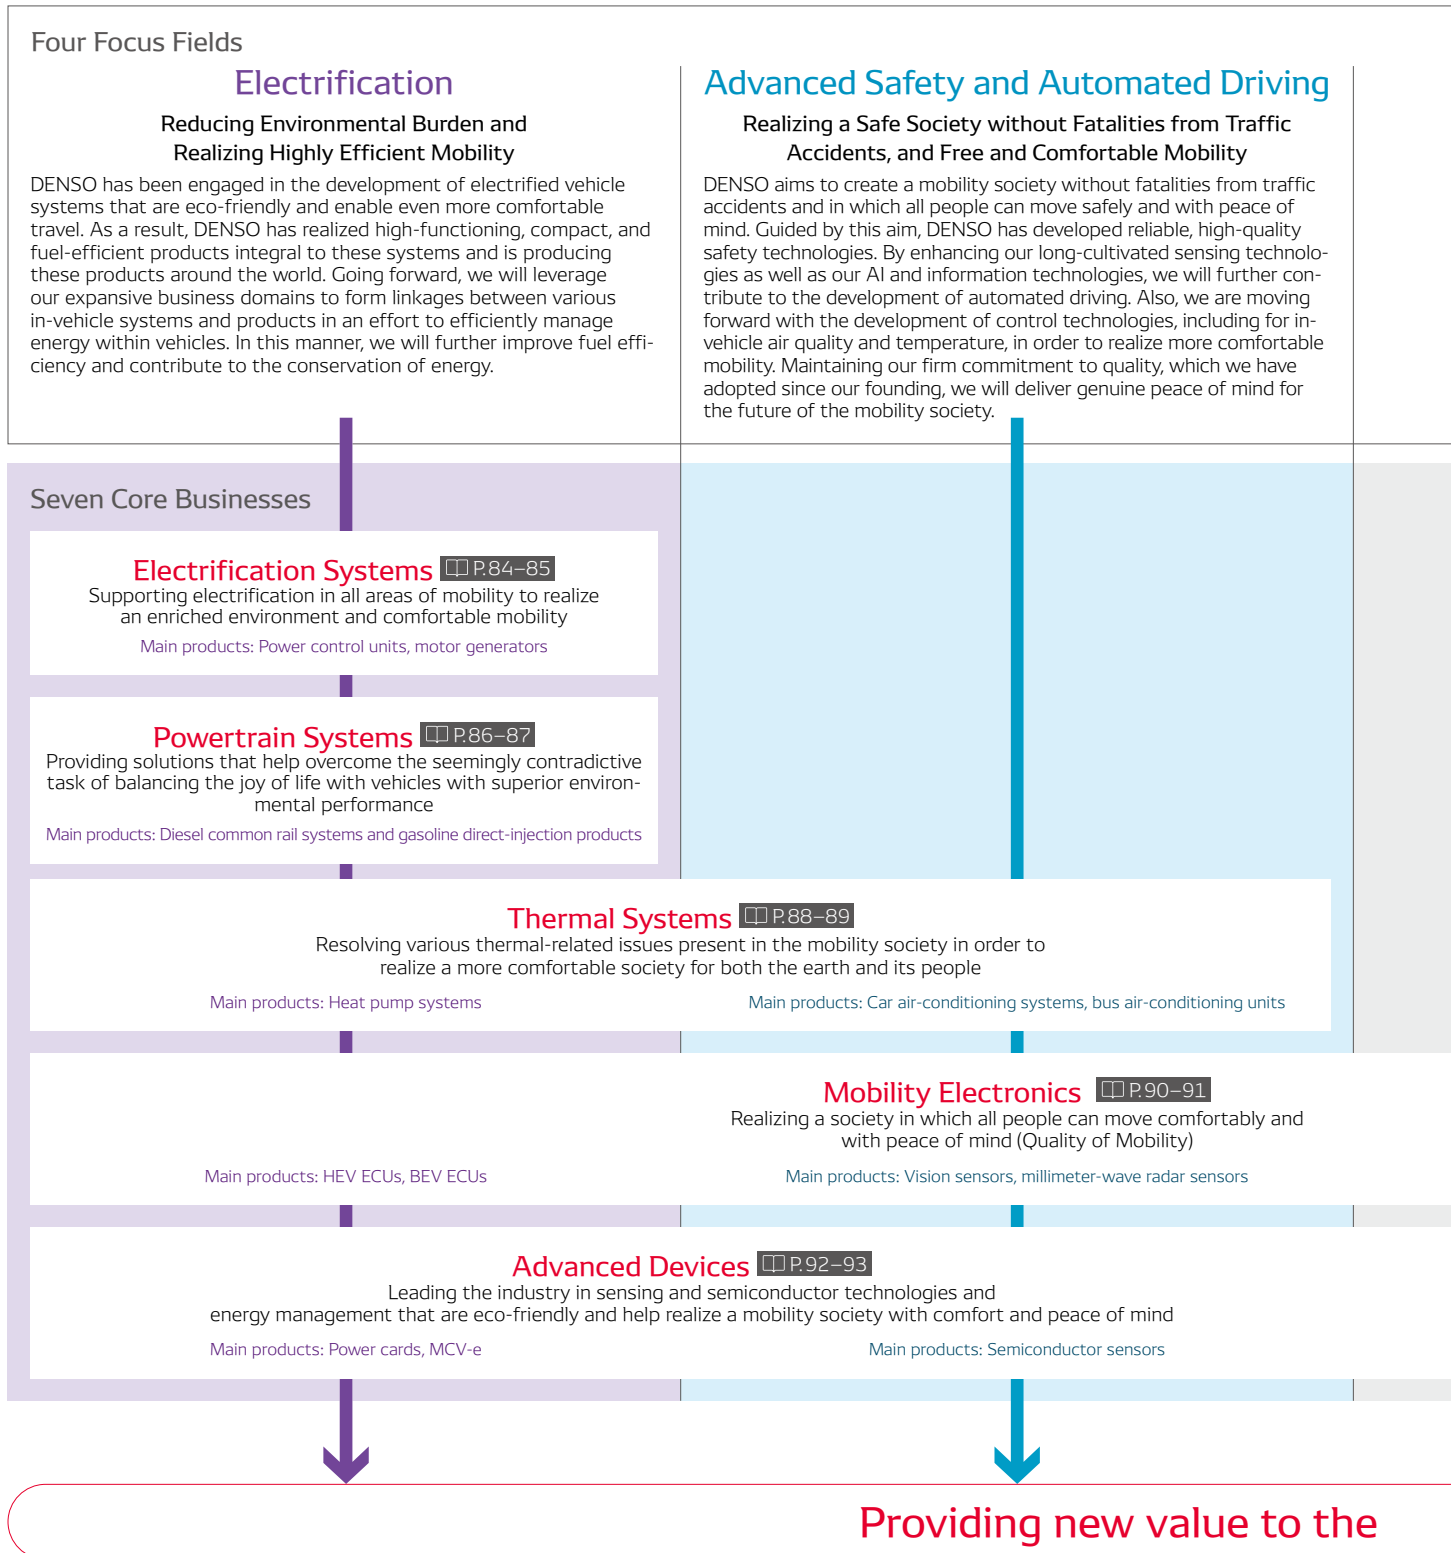 Four Focus Fields
Electrification
Reducing Environmental Burden and
Realizing Highly Efficient Mobility
DENSO has been engaged in the development of electrified vehicle
systems that are eco-friendly and enable even more comfortable
travel. As a result, DENSO has realized high-functioning, compact, and
fuel-efficient products integral to these systems and is producing
these products around the world. Going forward, we will leverage
our expansive business domains to form linkages between various
in-vehicle systems and products in an effort to efficiently manage
energy within vehicles. In this manner, we will further improve fuel effi-
ciency and contribute to the conservation of energy.
Advanced Safety and Automated Driving
Realizing a Safe Society without Fatalities from Traffic
Accidents, and Free and Comfortable Mobility
DENSO aims to create a mobility society without fatalities from traffic
accidents and in which all people can move safely and with peace of
mind. Guided by this aim, DENSO has developed reliable, high-quality
safety technologies. By enhancing our long-cultivated sensing technolo-
gies as well as our AI and information technologies, we will further con-
tribute to the development of automated driving. Also, we are moving
forward with the development of control technologies, including for in-
vehicle air quality and temperature, in order to realize more comfortable
mobility. Maintaining our firm commitment to quality, which we have
adopted since our founding, we will deliver genuine peace of mind for
the future of the mobility society.
Seven Core Businesses
Electrification Systems P.84–85
Supporting electrification in all areas of mobility to realize
an enriched environment and comfortable mobility
Main products: Power control units, motor generators
Powertrain Systems P.86–87
Providing solutions that help overcome the seemingly contradictive
task of balancing the joy of life with vehicles with superior environ-
mental performance
Main products: Diesel common rail systems and gasoline direct-injection products
Thermal Systems P.88–89
Resolving various thermal-related issues present in the mobility society in order to
realize a more comfortable society for both the earth and its people
Main products: Heat pump systems
Main products: Car air-conditioning systems, bus air-conditioning units
Mobility Electronics P.90–91
Realizing a society in which all people can move comfortably and
with peace of mind (Quality of Mobility)
Main products: HEV ECUs, BEV ECUs
Main products: Vision sensors, millimeter-wave radar sensors
Advanced Devices P.92–93
Leading the industry in sensing and semiconductor technologies and
energy management that are eco-friendly and help realize a mobility society with comfort and peace of mind
Main products: Power cards, MCV-e
Main products: Semiconductor sensors
Providing new value to the